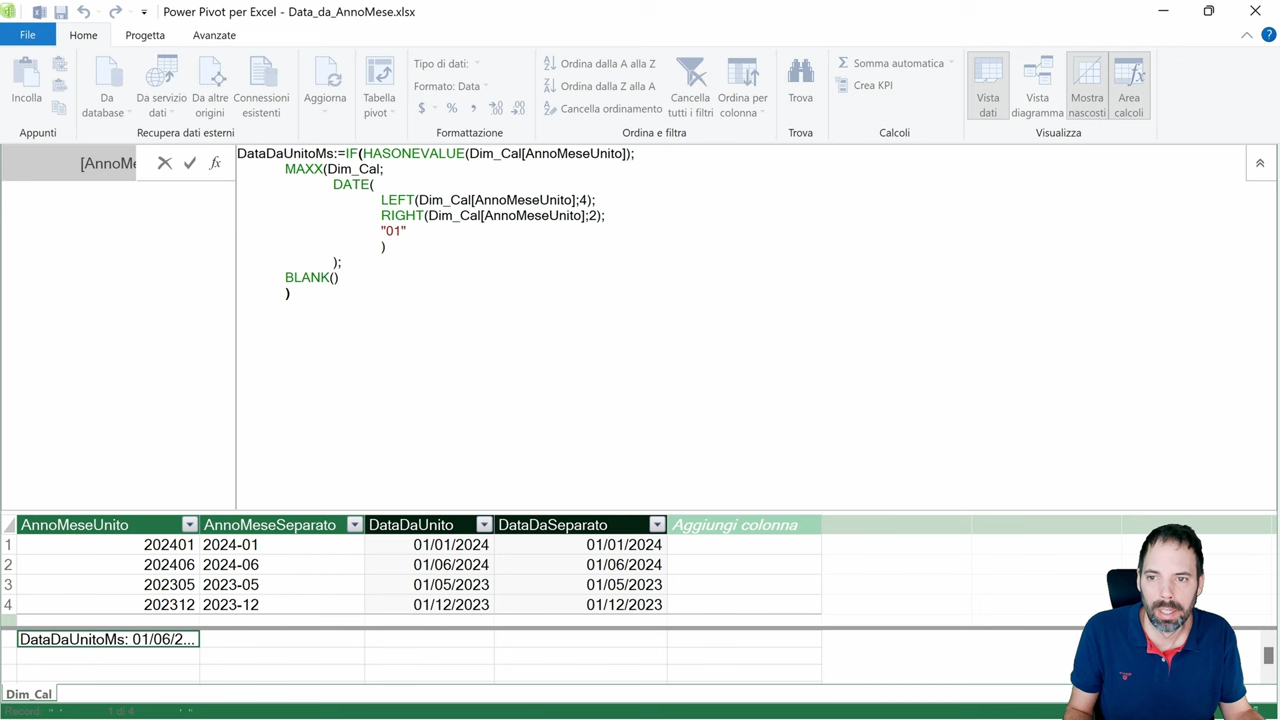 Power Pivot per Excel - Data_da_AnnoMese.xlsx
File
Home
Progetta
Avanzate
Incolla
Appunti
Da database
Da servizio dati
Da altre origini
Connessioni esistenti
Recupera dati esterni
Aggiorna
Tabella pivot
Tipo di dati:
Formato: Data
$ % , 
Formattazione
Ordina dalla A alla Z
Ordina dalla Z alla A
Cancella ordinamento
Cancella tutti i filtri
Ordina per colonna
Ordina e filtra
Trova
Trova
Somma automatica
Crea KPI
Calcoli
Vista dati
Vista diagramma
Mostra nascosti
Area calcoli
Visualizza
[AnnoMe
fx
DataDaUnitoMs:=IF(HASONEVALUE(Dim_Cal[AnnoMeseUnito]);
MAXX(Dim_Cal;
DATE(
LEFT(Dim_Cal[AnnoMeseUnito];4);
RIGHT(Dim_Cal[AnnoMeseUnito];2);
"01"
)
);
BLANK()
)
AnnoMeseUnito AnnoMeseSeparato DataDaUnito DataDaSeparato Aggiungi colonna
1 202401 2024-01 01/01/2024 01/01/2024
2 202406 2024-06 01/06/2024 01/06/2024
3 202305 2023-05 01/05/2023 01/05/2023
4 202312 2023-12 01/12/2023 01/12/2023
DataDaUnitoMs: 01/06/2...
Dim_Cal
Record: 1 di 4